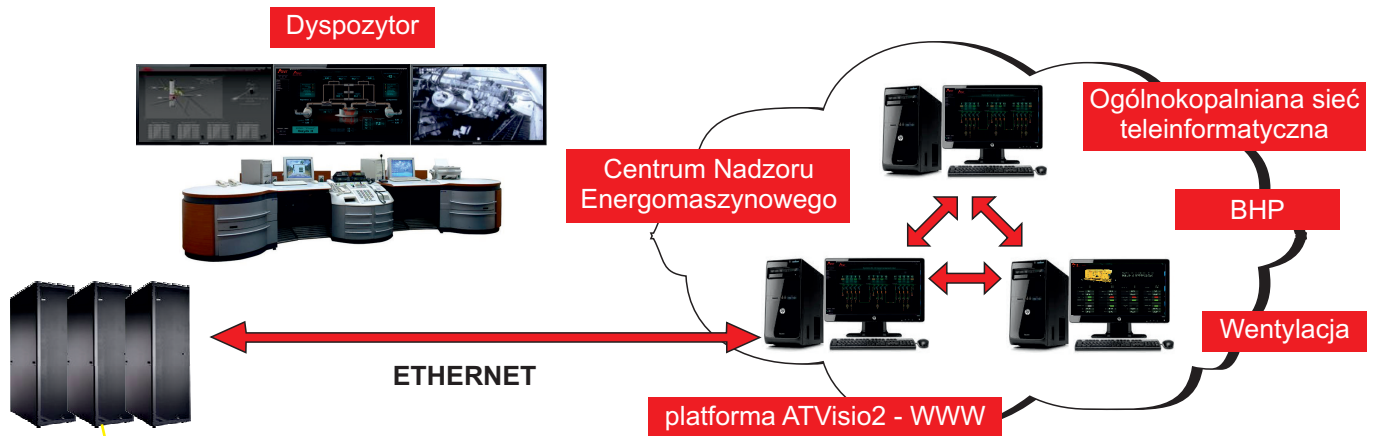 Dyspozytor
Ogólnokopalniana sieć
teleinformatyczna
Centrum Nadzoru
Energomaszynowego
BHP
Wentylacja
ETHERNET
platforma ATVisio2 - WWW